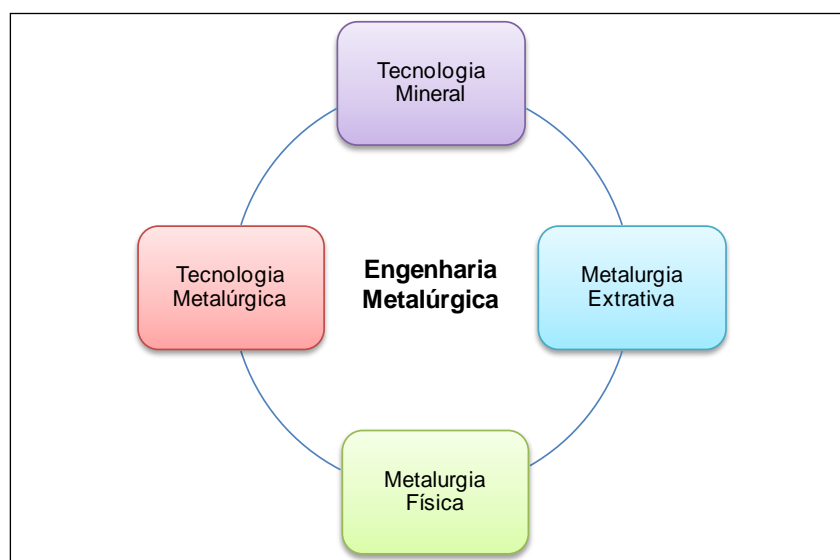 Tecnologia
Mineral
Tecnologia
Metalúrgica
Engenharia
Metalúrgica
Metalurgia
Extrativa
Metalurgia
Física